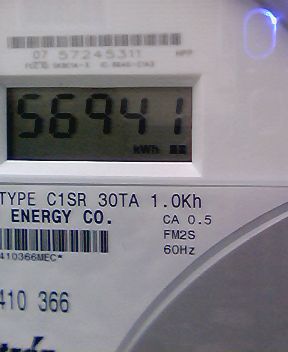 07 57245311
56941
kWh
TYPE C1SR 30TA 1.0Kh
ENERGY CO.
CA 0.5
FM2S
60Hz
410366MEC*
410 366